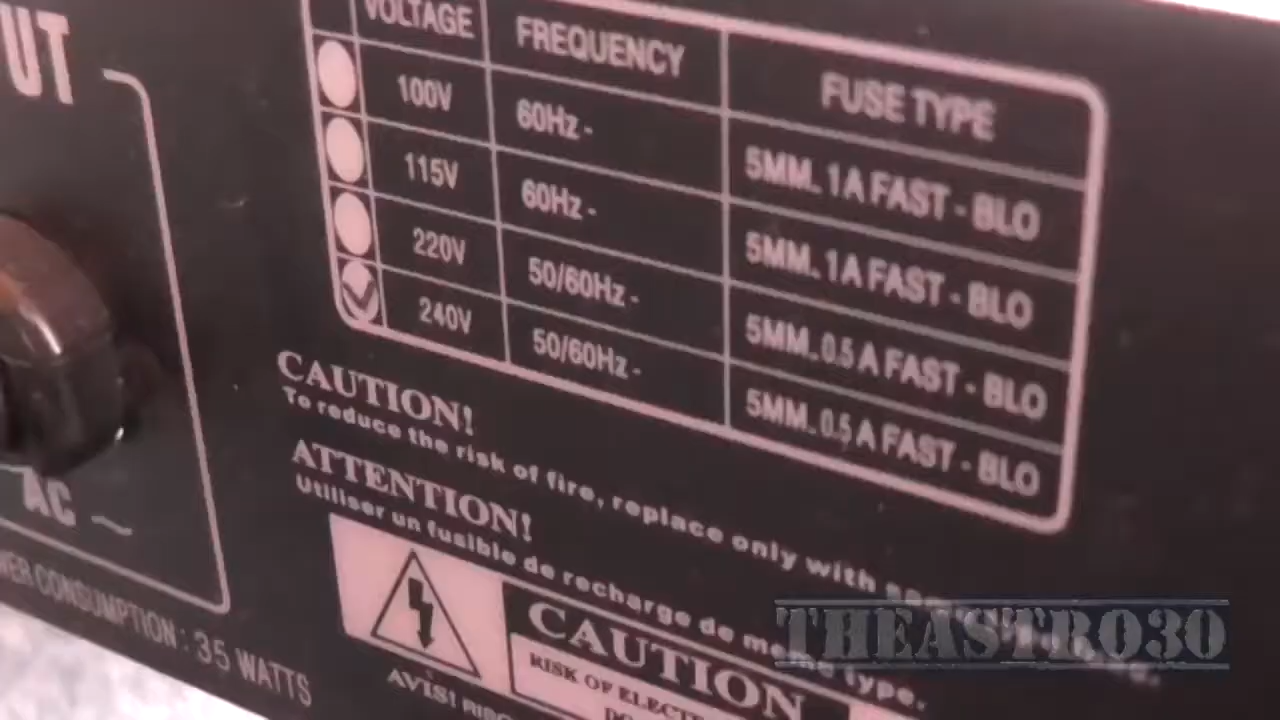 UT
VOLTAGE FREQUENCY FUSE TYPE
100V 60Hz - 5MM. 1A FAST - BLO
115V 60Hz - 5MM. 1A FAST - BLO
220V 50/60Hz - 5MM. 0.5 A FAST - BLO
240V 50/60Hz - 5MM. 0.5 A FAST - BLO
AC ~
WER CONSUMPTION : 35 WATTS
CAUTION!
To reduce the risk of fire, replace only with
ATTENTION!
Utiliser un fusible de recharge de meme type.
CAUTION
RISK OF ELECT
AVIS!
THEASTRO30